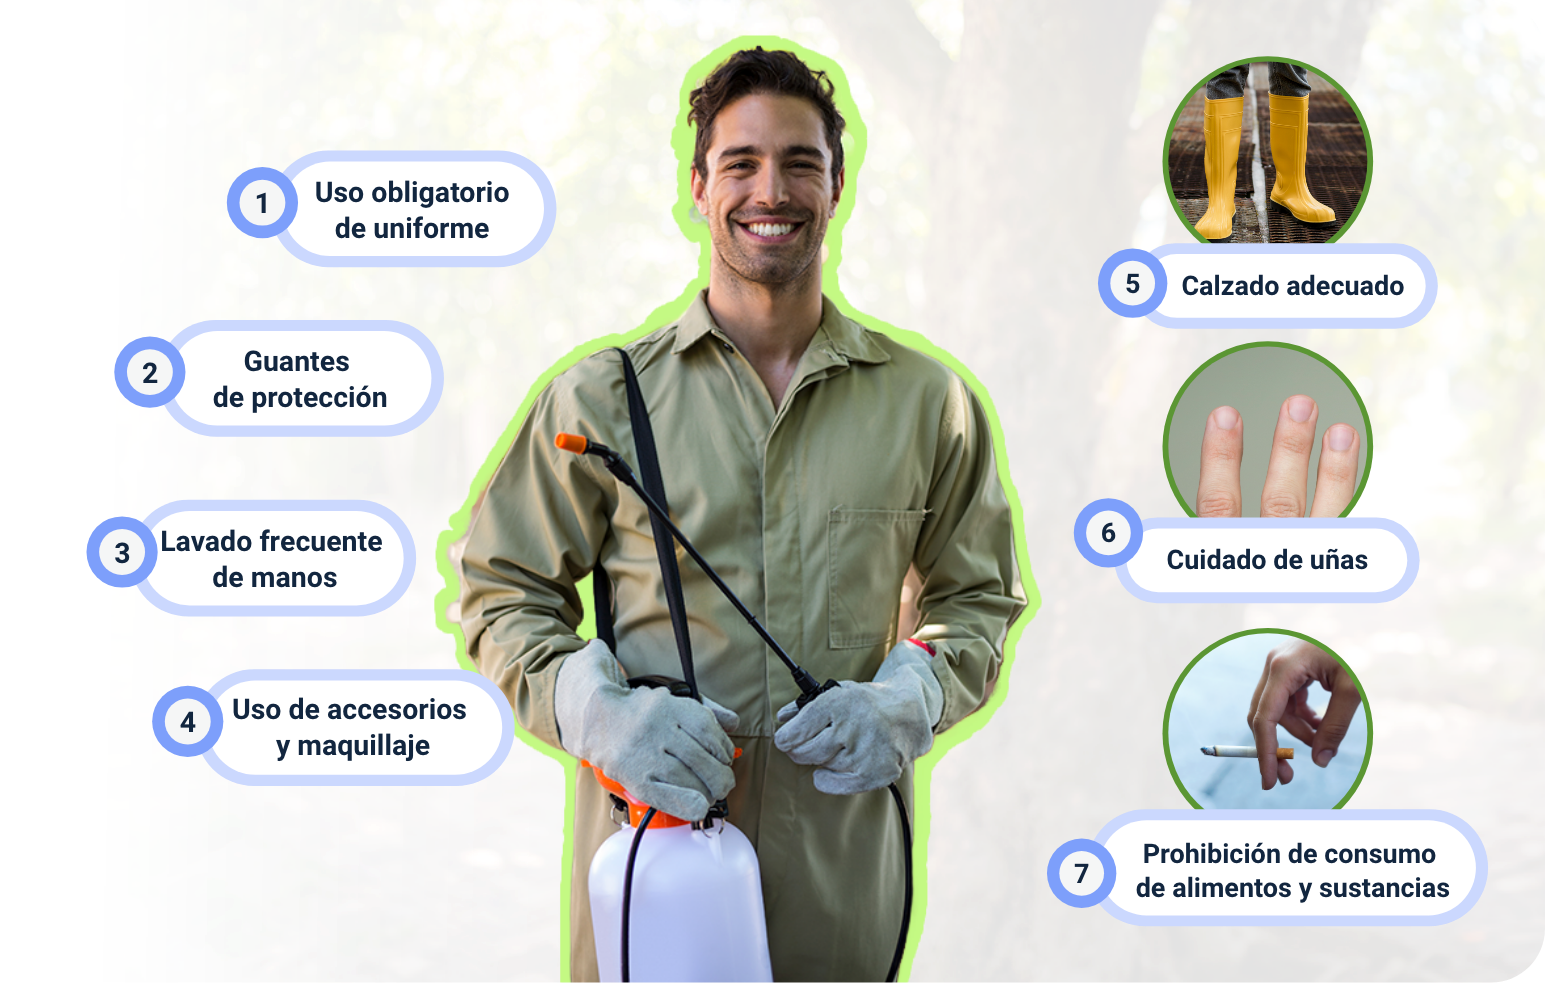 1
Uso obligatorio
de uniforme
2
Guantes
de protección
3
Lavado frecuente
de manos
4
Uso de accesorios
y maquillaje
5
Calzado adecuado
6
Cuidado de uñas
7
Prohibición de consumo
de alimentos y sustancias